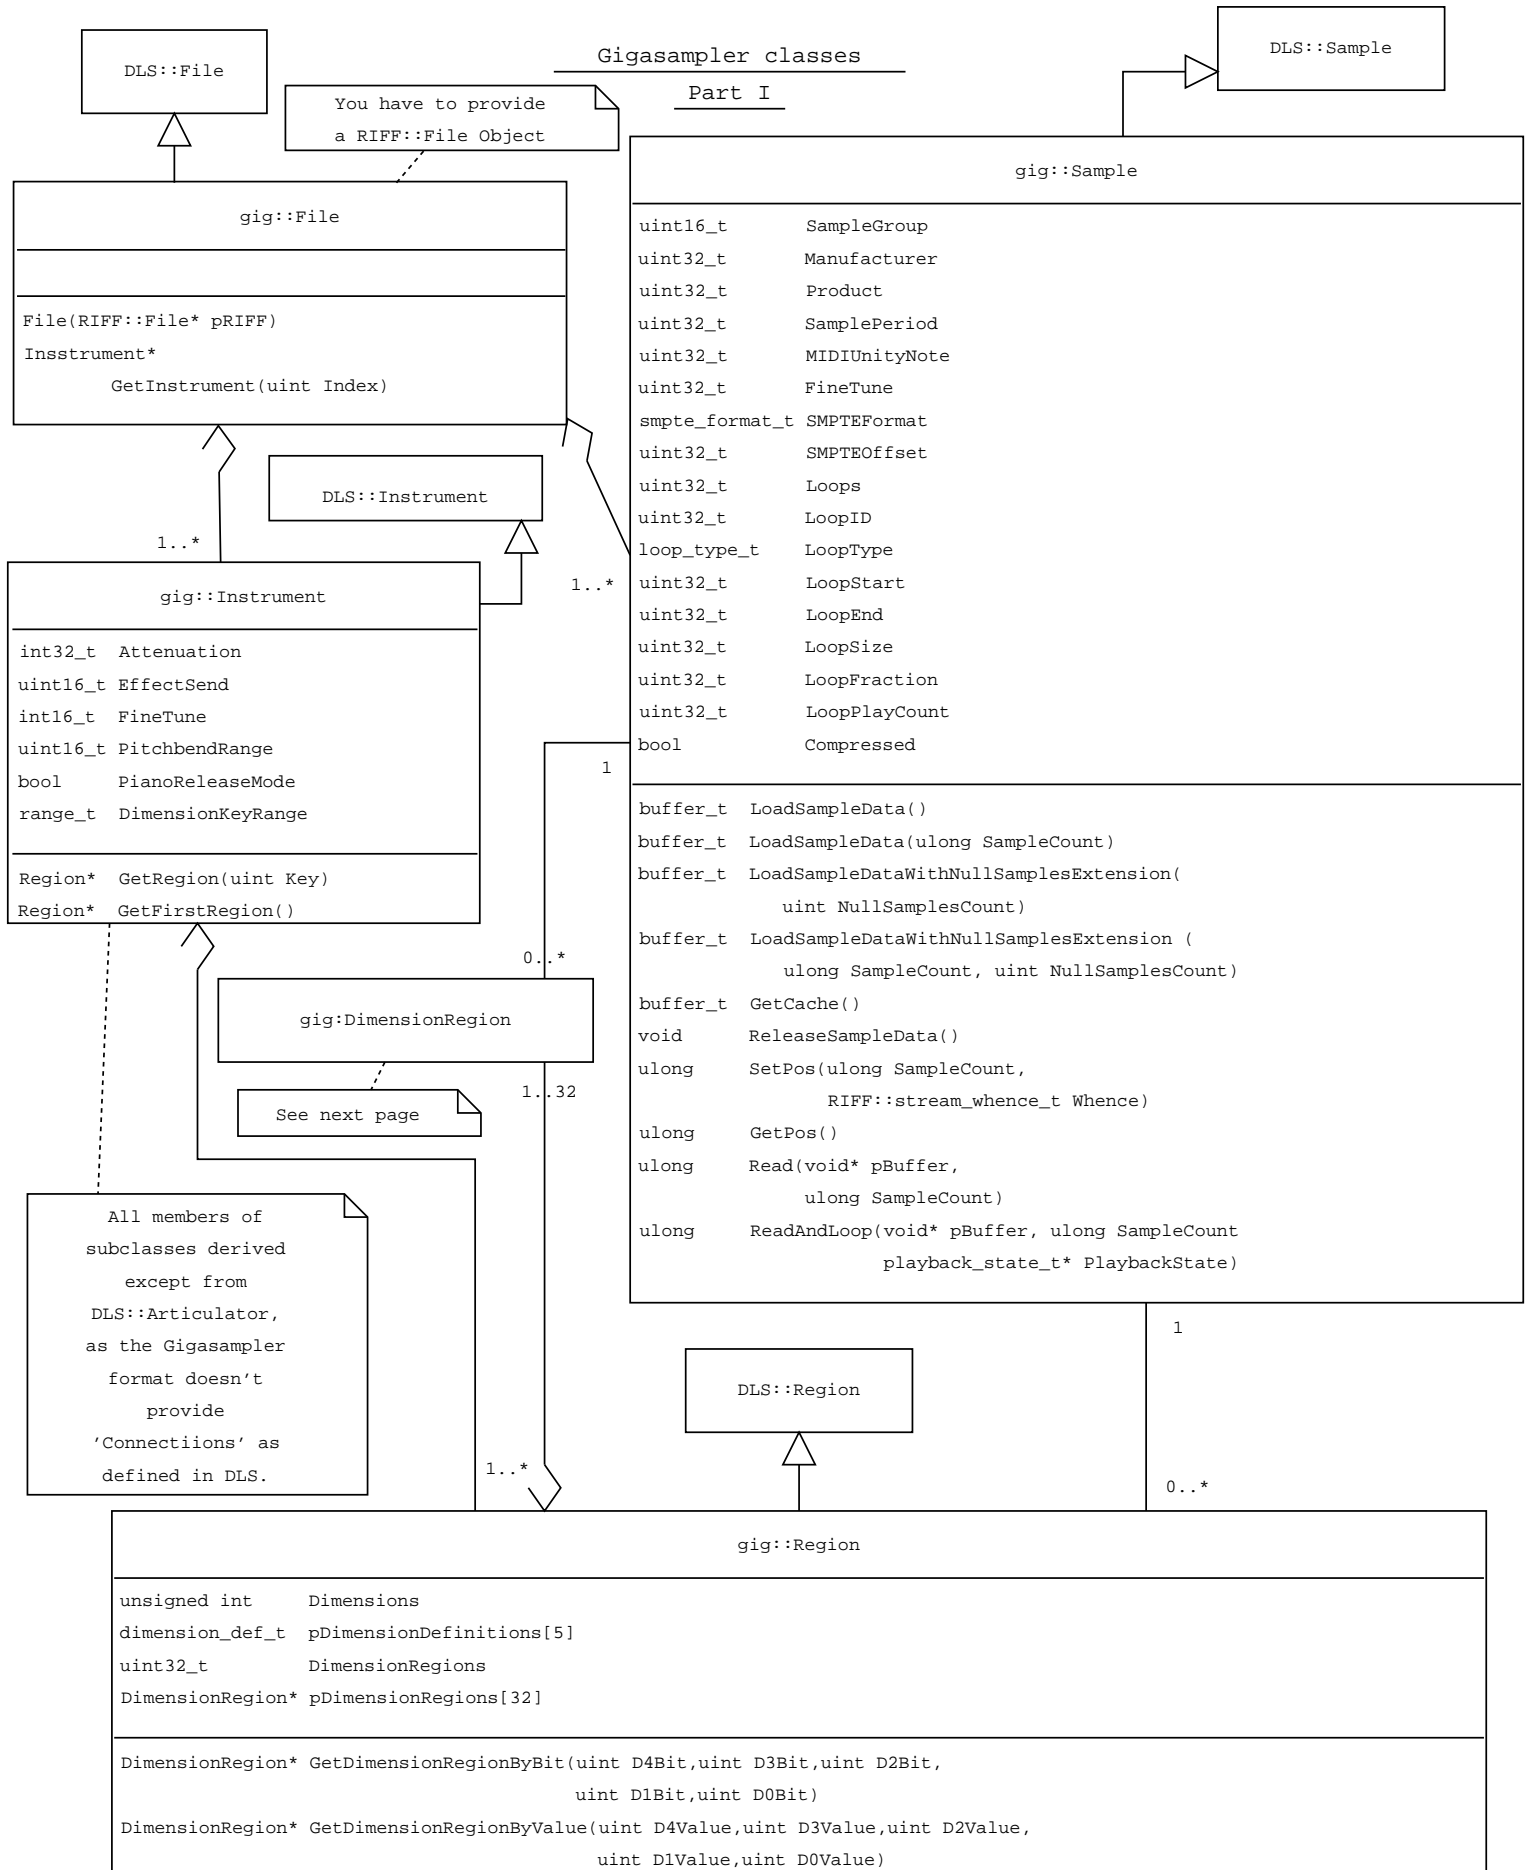 Gigasampler classes
Part I
DLS::File
DLS::Sample
You have to provide
a RIFF::File Object
gig::File
File(RIFF::File* pRIFF)
Insstrument*
GetInstrument(uint Index)
1..*
1..*
DLS::Instrument
gig::Instrument
int32_t Attenuation
uint16_t EffectSend
int16_t FineTune
uint16_t PitchbendRange
bool PianoReleaseMode
range_t DimensionKeyRange
Region* GetRegion(uint Key)
Region* GetFirstRegion()
gig::Sample
uint16_t SampleGroup
uint32_t Manufacturer
uint32_t Product
uint32_t SamplePeriod
uint32_t MIDIUnityNote
uint32_t FineTune
smpte_format_t SMPTEFormat
uint32_t SMPTEOffset
uint32_t Loops
uint32_t LoopID
loop_type_t LoopType
uint32_t LoopStart
uint32_t LoopEnd
uint32_t LoopSize
uint32_t LoopFraction
uint32_t LoopPlayCount
bool Compressed
buffer_t LoadSampleData()
buffer_t LoadSampleData(ulong SampleCount)
buffer_t LoadSampleDataWithNullSamplesExtension(
uint NullSamplesCount)
buffer_t LoadSampleDataWithNullSamplesExtension (
ulong SampleCount, uint NullSamplesCount)
buffer_t GetCache()
void ReleaseSampleData()
ulong SetPos(ulong SampleCount,
RIFF::stream_whence_t Whence)
ulong GetPos()
ulong Read(void* pBuffer,
ulong SampleCount)
ulong ReadAndLoop(void* pBuffer, ulong SampleCount
playback_state_t* PlaybackState)
1
0..*
gig:DimensionRegion
1..32
See next page
All members of
subclasses derived
except from
DLS::Articulator,
as the Gigasampler
format doesn't
provide
'Connectiions' as
defined in DLS.
1
DLS::Region
1..*
0..*
gig::Region
unsigned int Dimensions
dimension_def_t pDimensionDefinitions[5]
uint32_t DimensionRegions
DimensionRegion* pDimensionRegions[32]
DimensionRegion* GetDimensionRegionByBit(uint D4Bit,uint D3Bit,uint D2Bit,
uint D1Bit,uint D0Bit)
DimensionRegion* GetDimensionRegionByValue(uint D4Value,uint D3Value,uint D2Value,
uint D1Value,uint D0Value)